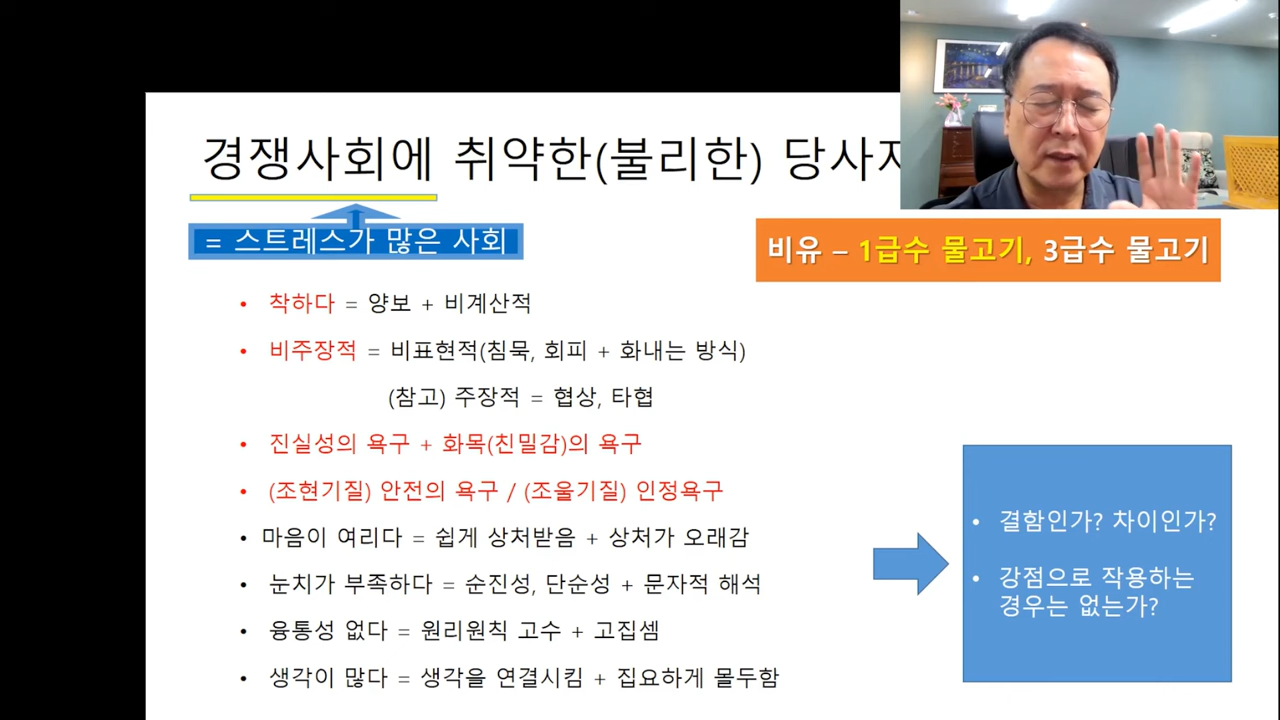 경쟁사회에 취약한(불리한) 당사
= 스트레스가 많은 사회
비유 – 1급수 물고기, 3급수 물고기
• 착하다 = 양보 + 비계산적
• 비주장적 = 비표현적(침묵, 회피 + 화내는 방식)
(참고) 주장적 = 협상, 타협
• 진실성의 욕구 + 화목(친밀감)의 욕구
• (조현기질) 안전의 욕구 / (조울기질) 인정욕구
• 마음이 여리다 = 쉽게 상처받음 + 상처가 오래감
• 눈치가 부족하다 = 순진성, 단순성 + 문자적 해석
• 융통성 없다 = 원리원칙 고수 + 고집셈
• 생각이 많다 = 생각을 연결시킴 + 집요하게 몰두함
• 결함인가? 차이인가?
• 강점으로 작용하는
경우는 없는가?